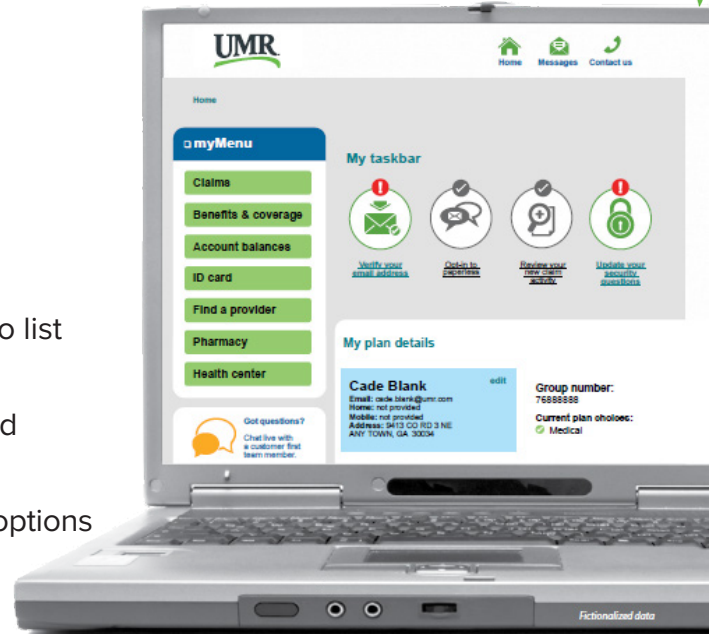 UMR
Home
Messages
Contact us
Home
myMenu
Claims
Benefits & coverage
Account balances
ID card
Find a provider
Pharmacy
Health center
Got questions?
Chat live with
a customer first
team member.
My taskbar
Verify your
email address
Opt-in to
paperless
Review your
new claim
activity
Update your
security
questions
My plan details
Cade Blank
edit
Email: cade.blank@umr.com
Home: not provided
Mobile: not provided
Address: 9413 CO RD 3 NE
ANY TOWN, GA 30034
Group number:
76888888
Current plan choices:
Medical
o list
d
options
Fictionalized data